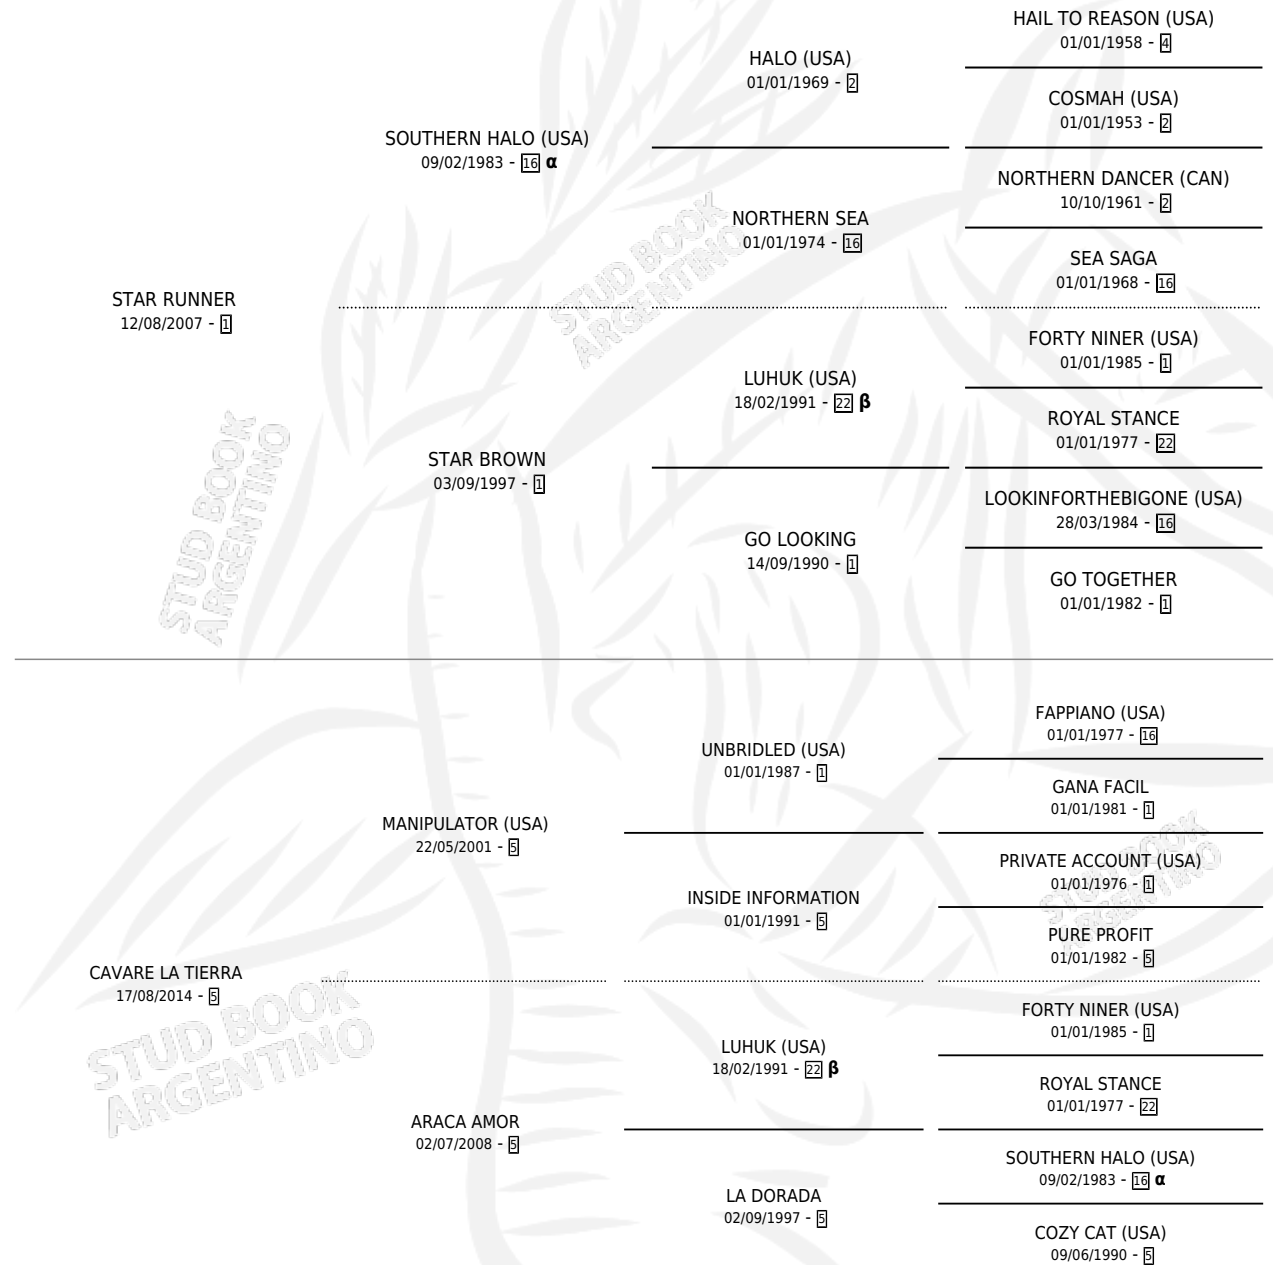 HAIL TO REASON (USA)
01/01/1958 - 4
HALO (USA)
01/01/1969 - 2
COSMAH (USA)
01/01/1953 - 2
SOUTHERN HALO (USA)
09/02/1983 - 16 α
NORTHERN DANCER (CAN)
10/10/1961 - 2
NORTHERN SEA
01/01/1974 - 16
SEA SAGA
01/01/1968 - 16
STUD BOOK
ARGENTINO
STAR RUNNER
12/08/2007 - 1
FORTY NINER (USA)
01/01/1985 - 1
LUHUK (USA)
18/02/1991 - 22 β
ROYAL STANCE
01/01/1977 - 22
STAR BROWN
03/09/1997 - 1
LOOKINFORTHEBIGONE (USA)
28/03/1984 - 16
GO LOOKING
14/09/1990 - 1
GO TOGETHER
01/01/1982 - 1
STUD BOOK
ARGENTINO
FAPPIANO (USA)
01/01/1977 - 16
UNBRIDLED (USA)
01/01/1987 - 1
GANA FACIL
01/01/1981 - 1
MANIPULATOR (USA)
22/05/2001 - 5
PRIVATE ACCOUNT (USA)
01/01/1976 - 1
INSIDE INFORMATION
01/01/1991 - 5
PURE PROFIT
01/01/1982 - 5
STUD BOOK
ARGENTINO
CAVARE LA TIERRA
17/08/2014 - 5
FORTY NINER (USA)
01/01/1985 - 1
LUHUK (USA)
18/02/1991 - 22 β
ROYAL STANCE
01/01/1977 - 22
ARACA AMOR
02/07/2008 - 5
SOUTHERN HALO (USA)
09/02/1983 - 16 α
LA DORADA
02/09/1997 - 5
COZY CAT (USA)
09/06/1990 - 5
STUD BOOK
ARGENTINO